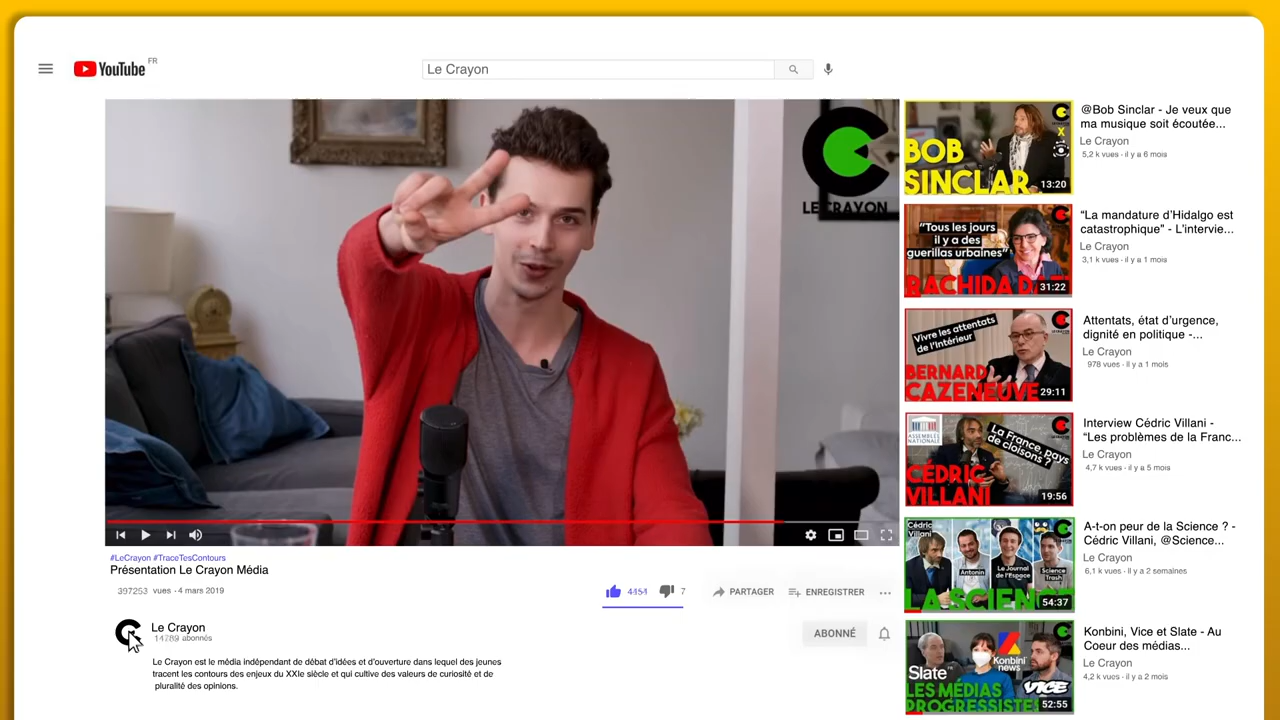 YouTube FR
Le Crayon
LE CRAYON
#LeCrayon #TraceTesContours
Présentation Le Crayon Média
397253 vues - 4 mars 2019
7
PARTAGER
ENREGISTRER
Le Crayon
14789 abonnés
ABONNÉ
Le Crayon est le média indépendant de débat d'idées et d'ouverture dans lequel des jeunes
tracent les contours des enjeux du XXIe siècle et qui cultive des valeurs de curiosité et de
pluralité des opinions.
BOB
SINCLAR
X
13:20
@Bob Sinclar - Je veux que
ma musique soit écoutée...
Le Crayon
5,2 k vues - il y a 6 mois
"Tous les jours
il y a des
guerillas urbaines"
RACHIDA
31:22
"La mandature d'Hidalgo est
catastrophique" - L'intervie...
Le Crayon
3,1 k vues - il y a 1 mois
Vivre les attentats
de l'intérieur
BERNARD
CAZENEUVE
29:11
Attentats, état d'urgence,
dignité en politique -...
Le Crayon
978 vues - il y a 1 mois
ASSEMBLÉE
NATIONALE
La France, pays
de cloisons ?
CÉDRIC
VILLANI
19:56
Interview Cédric Villani -
"Les problèmes de la Franc...
Le Crayon
4,7 k vues - il y a 5 mois
Cédric
Villani
Antonin
Le Journal
de l'Espace
Science
Trash
LA SCIENCE
54:37
A-t-on peur de la Science ? -
Cédric Villani, @Science...
Le Crayon
6,1 k vues - il y a 2 semaines
Slate
Konbini
news
VICE
LES MÉDIAS
PROGRESSISTE
52:55
Konbini, Vice et Slate - Au
Coeur des médias...
Le Crayon
4,2 k vues - il y a 2 mois